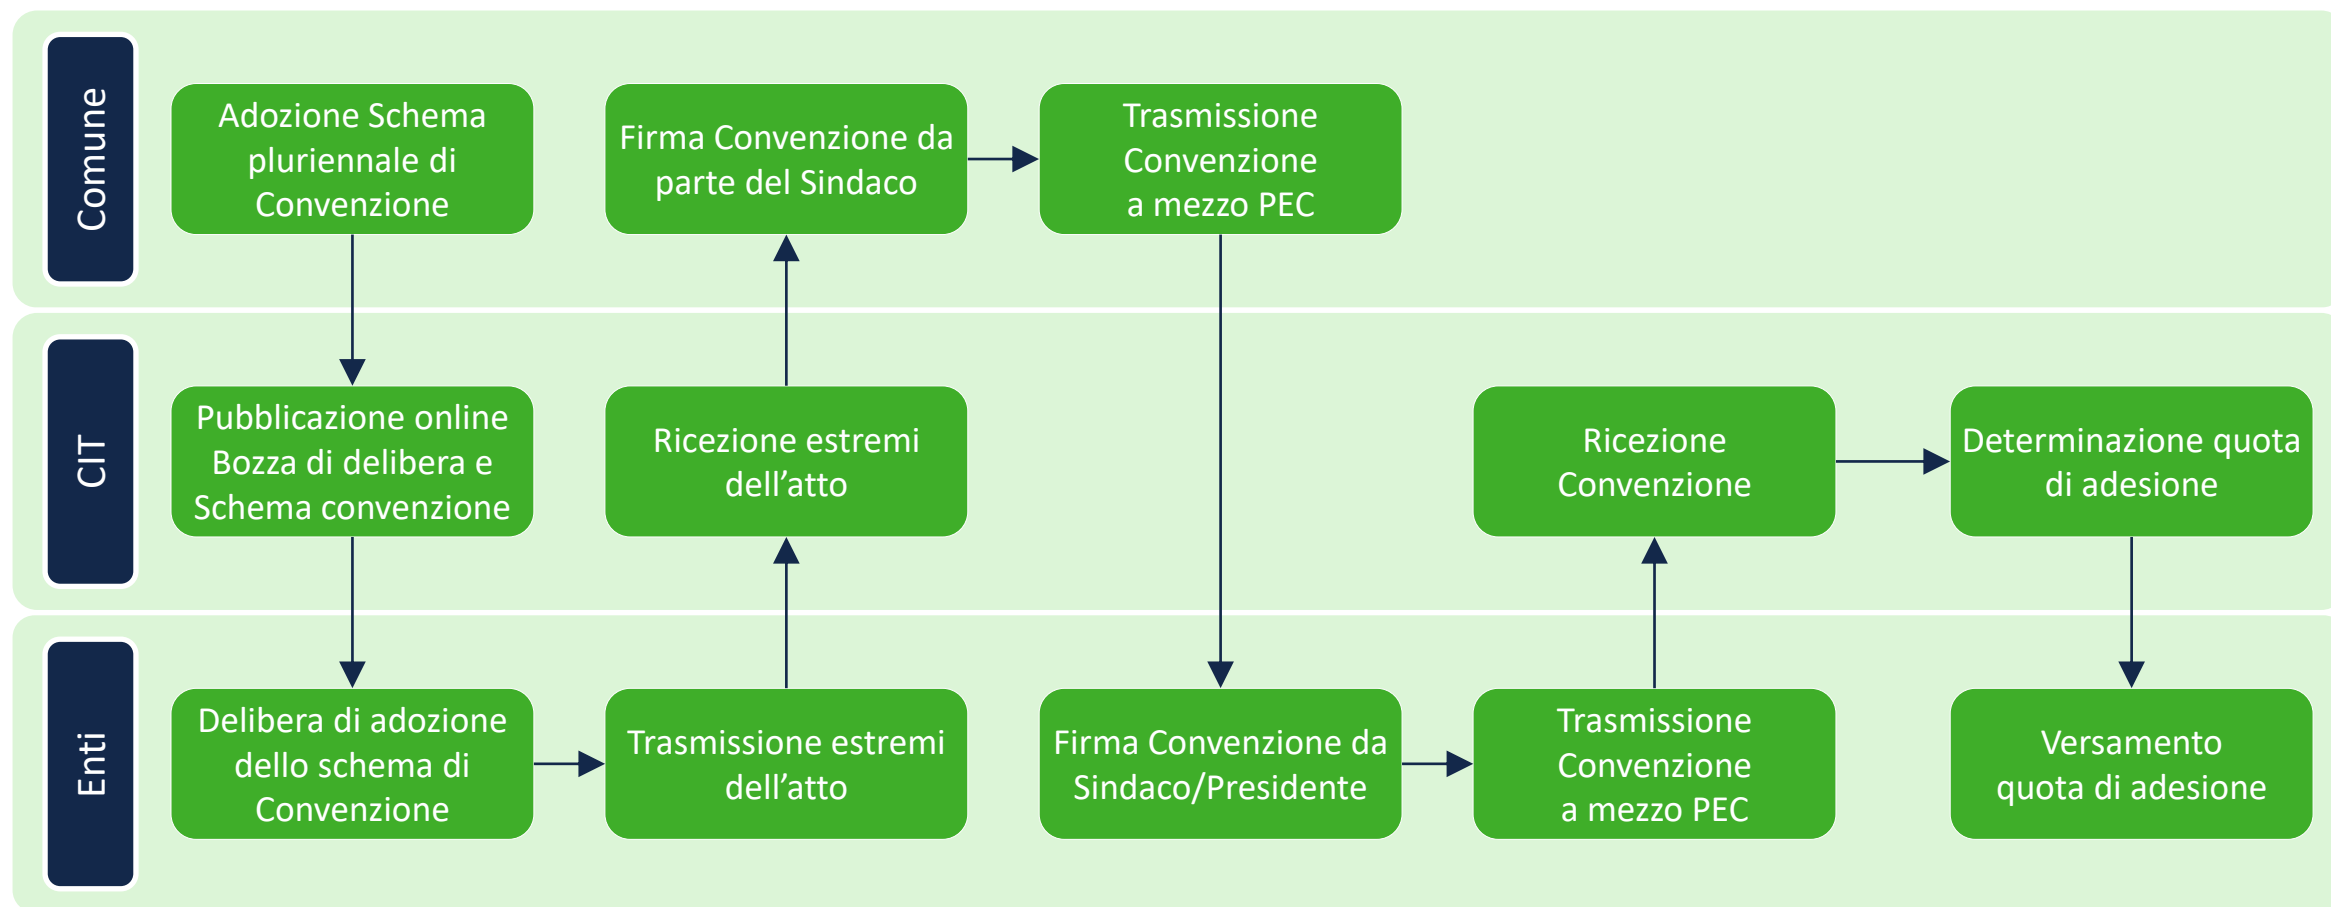 Comune
Adozione Schema
pluriennale di
Convenzione
Firma Convenzione da
parte del Sindaco
Trasmissione
Convenzione
a mezzo PEC
CIT
Pubblicazione online
Bozza di delibera e
Schema convenzione
Ricezione estremi
dell’atto
Ricezione
Convenzione
Determinazione quota
di adesione
Enti
Delibera di adozione
dello schema di
Convenzione
Trasmissione estremi
dell’atto
Firma Convenzione da
Sindaco/Presidente
Trasmissione
Convenzione
a mezzo PEC
Versamento
quota di adesione